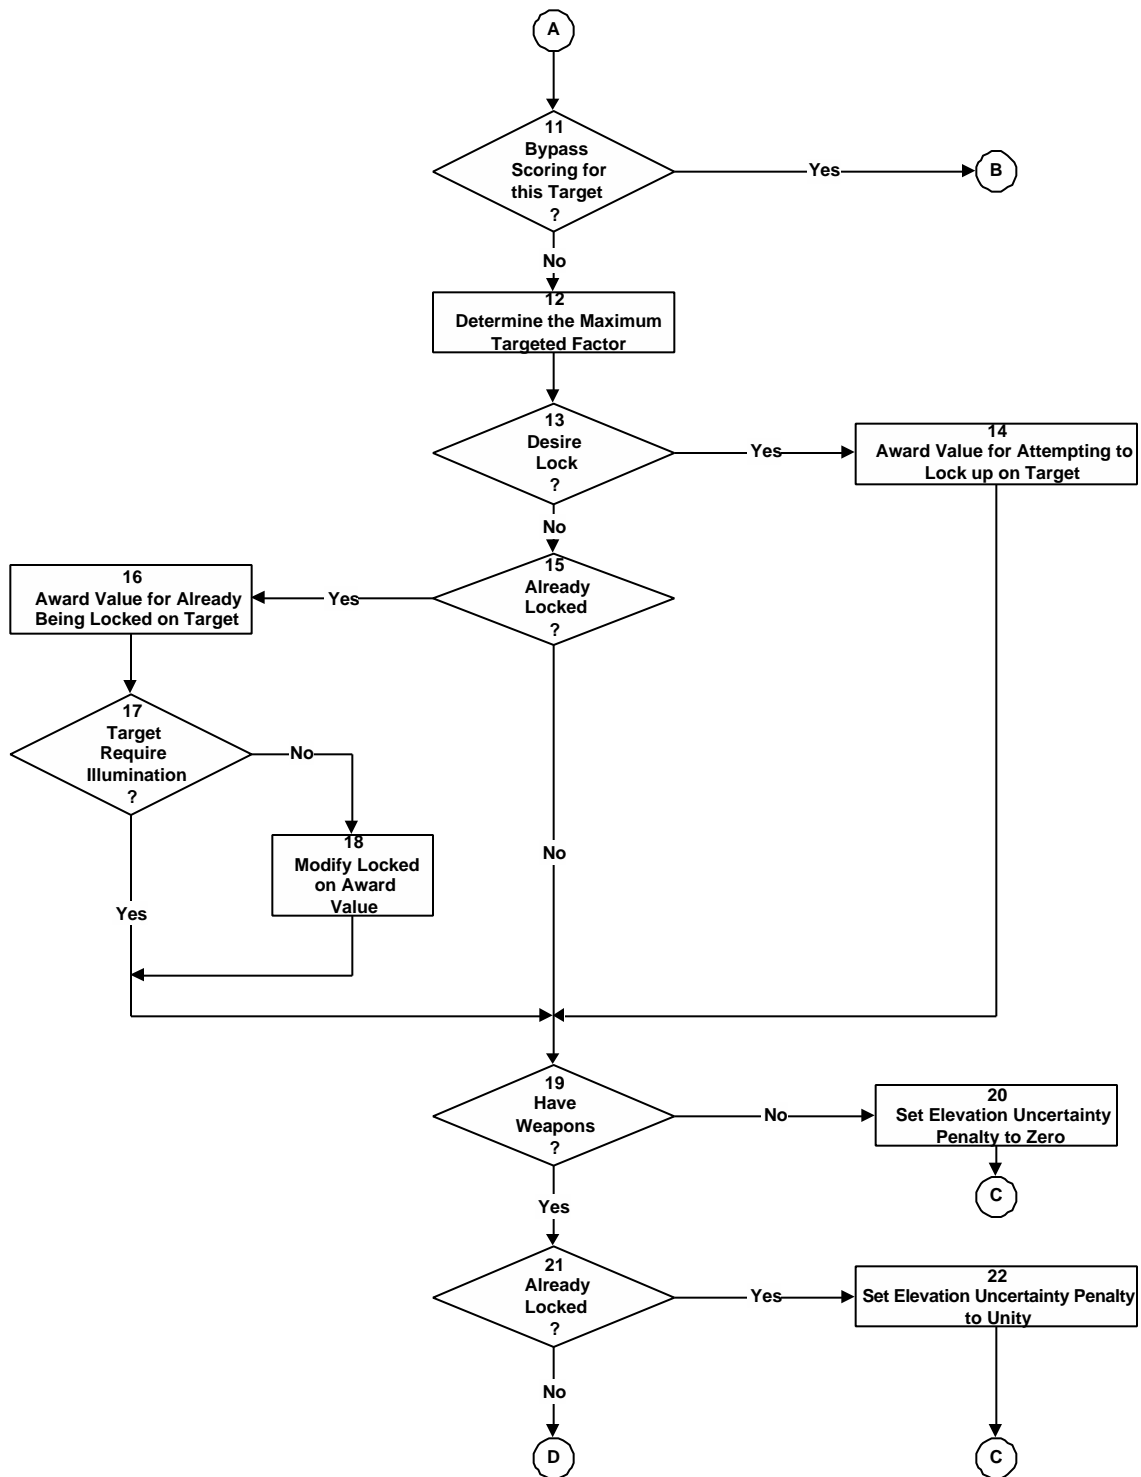 A
11
Bypass
Scoring for
this Target
?
Yes
B
No
12
Determine the Maximum
Targeted Factor
13
Desire
Lock
?
Yes
14
Award Value for Attempting to
Lock up on Target
No
15
Already
Locked
?
Yes
16
Award Value for Already
Being Locked on Target
17
Target
Require
Illumination
?
No
18
Modify Locked
on Award
Value
Yes
No
19
Have
Weapons
?
No
20
Set Elevation Uncertainty
Penalty to Zero
C
Yes
21
Already
Locked
?
Yes
22
Set Elevation Uncertainty Penalty
to Unity
No
D
C